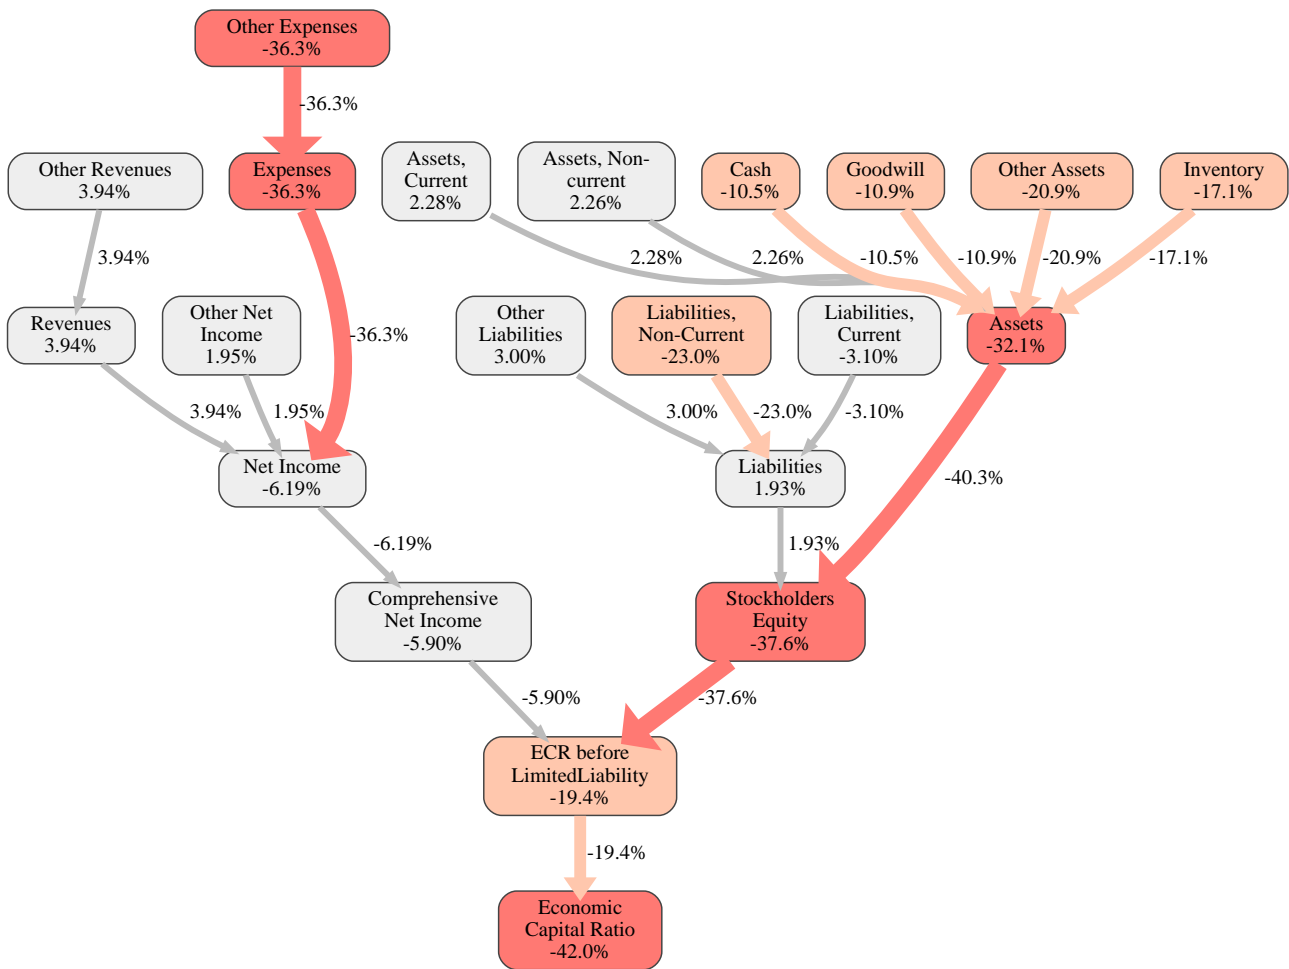 Other Expenses
-36.3%
-36.3%
Other Revenues
3.94%
Expenses
-36.3%
Assets,
Current
2.28%
Assets, Non-
current
2.26%
Cash
-10.5%
Goodwill
-10.9%
Other Assets
-20.9%
Inventory
-17.1%
3.94%
2.28%
2.26%
-10.5%
-10.9%
-20.9%
-17.1%
Revenues
3.94%
Other Net
Income
1.95%
-36.3%
Other
Liabilities
3.00%
Liabilities,
Non-Current
-23.0%
Liabilities,
Current
-3.10%
Assets
-32.1%
3.94%
1.95%
3.00%
-23.0%
-3.10%
Net Income
-6.19%
Liabilities
1.93%
-40.3%
-6.19%
1.93%
Comprehensive
Net Income
-5.90%
Stockholders
Equity
-37.6%
-5.90%
-37.6%
ECR before
LimitedLiability
-19.4%
-19.4%
Economic
Capital Ratio
-42.0%